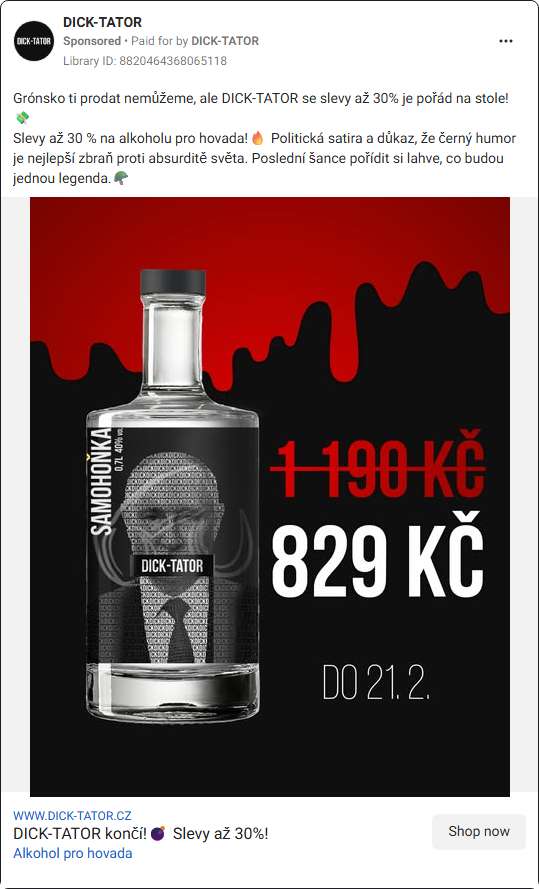 DICK-TATOR
DICK-TATOR
Sponsored • Paid for by DICK-TATOR
Library ID: 8820464368065118
Grónsko ti prodat nemůžeme, ale DICK-TATOR se slevy až 30% je pořád na stole!
💸
Slevy až 30 % na alkoholu pro hovada!🔥 Politická satira a důkaz, že černý humor
je nejlepší zbraň proti absurditě světa. Poslední šance pořídit si lahve, co budou
jednou legenda.🪖
SAMOHOŇKA
0,7L 40% VOL.
DICK-TATOR
1 190 KČ
829 KČ
DO 21. 2.
WWW.DICK-TATOR.CZ
DICK-TATOR končí!💣 Slevy až 30%!
Alkohol pro hovada
Shop now